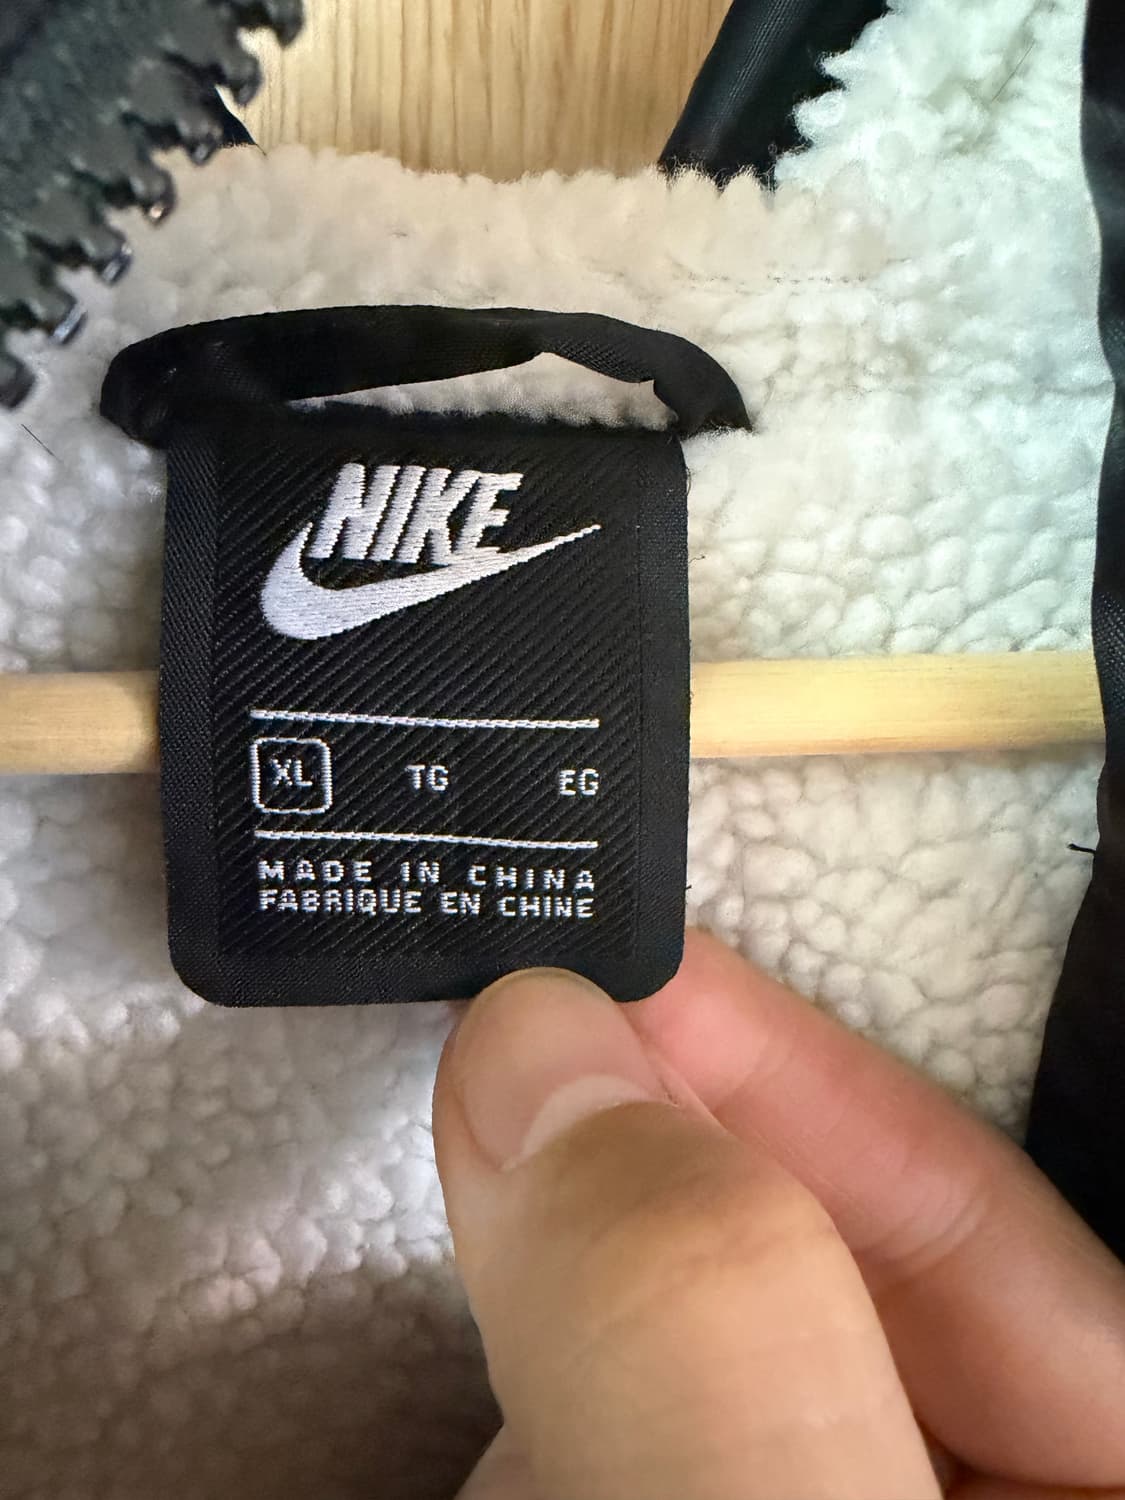 NIKE
XL TG EG
MADE IN CHINA
FABRIQUE EN CHINE